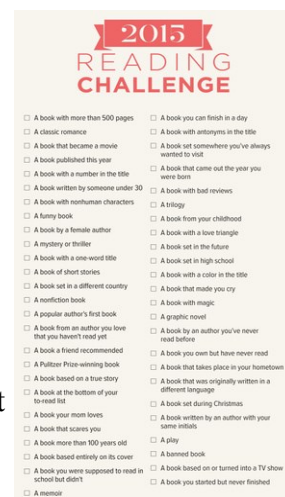 2015
READING
CHALLENGE
☐ A book with more than 500 pages
☐ A classic romance
☐ A book that became a movie
☐ A book published this year
☐ A book with a number in the title
☐ A book written by someone under 30
☐ A book with nonhuman characters
☐ A funny book
☐ A book by a female author
☐ A mystery or thriller
☐ A book with a one-word title
☐ A book of short stories
☐ A book set in a different country
☐ A nonfiction book
☐ A popular author's first book
☐ A book from an author you love
that you haven't read yet
☐ A book a friend recommended
☐ A Pulitzer Prize-winning book
☐ A book based on a true story
☐ A book at the bottom of your
to-read list
☐ A book your mom loves
☐ A book that scares you
☐ A book more than 100 years old
☐ A book based entirely on its cover
☐ A book you were supposed to read in
school but didn't
☐ A memoir
☐ A book you can finish in a day
☐ A book with antonyms in the title
☐ A book set somewhere you've always
wanted to visit
☐ A book that came out the year you
were born
☐ A book with bad reviews
☐ A trilogy
☐ A book from your childhood
☐ A book with a love triangle
☐ A book set in the future
☐ A book set in high school
☐ A book with a color in the title
☐ A book that made you cry
☐ A book with magic
☐ A graphic novel
☐ A book by an author you've never
read before
☐ A book you own but have never read
☐ A book that takes place in your hometown
☐ A book that was originally written in a
different language
☐ A book set during Christmas
☐ A book written by an author with your
same initials
☐ A play
☐ A banned book
☐ A book based on or turned into a TV show
☐ A book you started but never finished
t